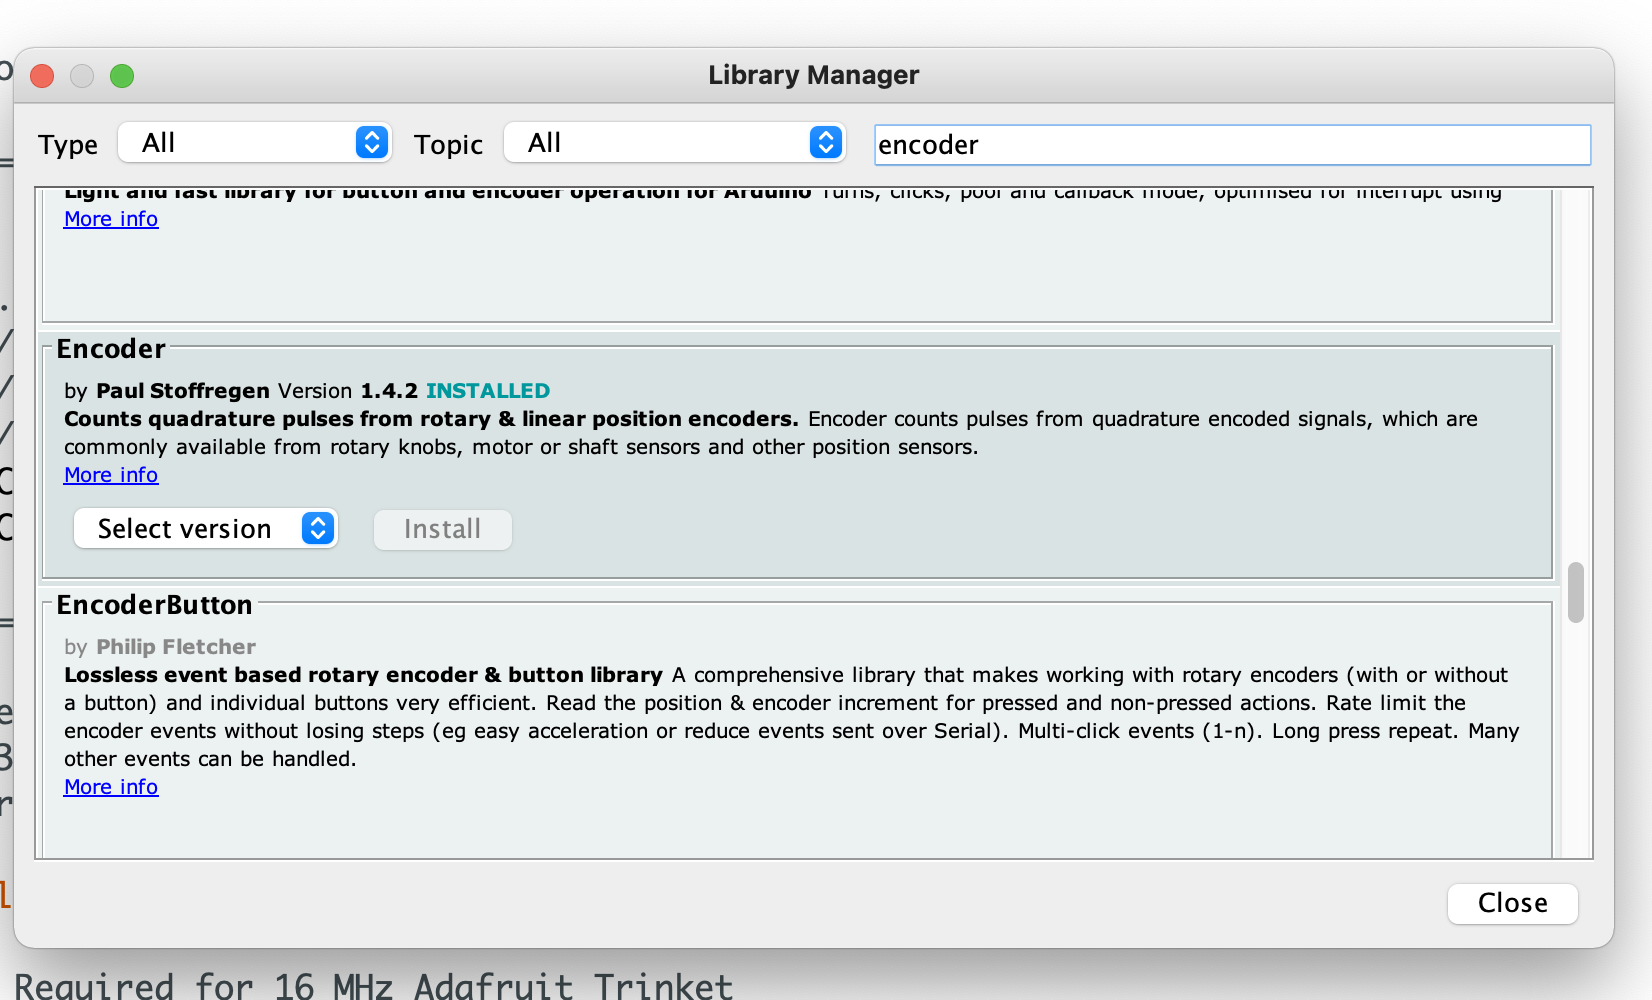 Library Manager
Type All Topic All encoder
Light and fast library for button and encoder operation for Arduino Turns, clicks, pool and callback mode, optimised for interrupt using
More info
Encoder
by Paul Stoffregen Version 1.4.2 INSTALLED
Counts quadrature pulses from rotary & linear position encoders. Encoder counts pulses from quadrature encoded signals, which are
commonly available from rotary knobs, motor or shaft sensors and other position sensors.
More info
Select version Install
EncoderButton
by Philip Fletcher
Lossless event based rotary encoder & button library A comprehensive library that makes working with rotary encoders (with or without
a button) and individual buttons very efficient. Read the position & encoder increment for pressed and non-pressed actions. Rate limit the
encoder events without losing steps (eg easy acceleration or reduce events sent over Serial). Multi-click events (1-n). Long press repeat. Many
other events can be handled.
More info
Close
Required for 16 MHz Adafruit Trinket